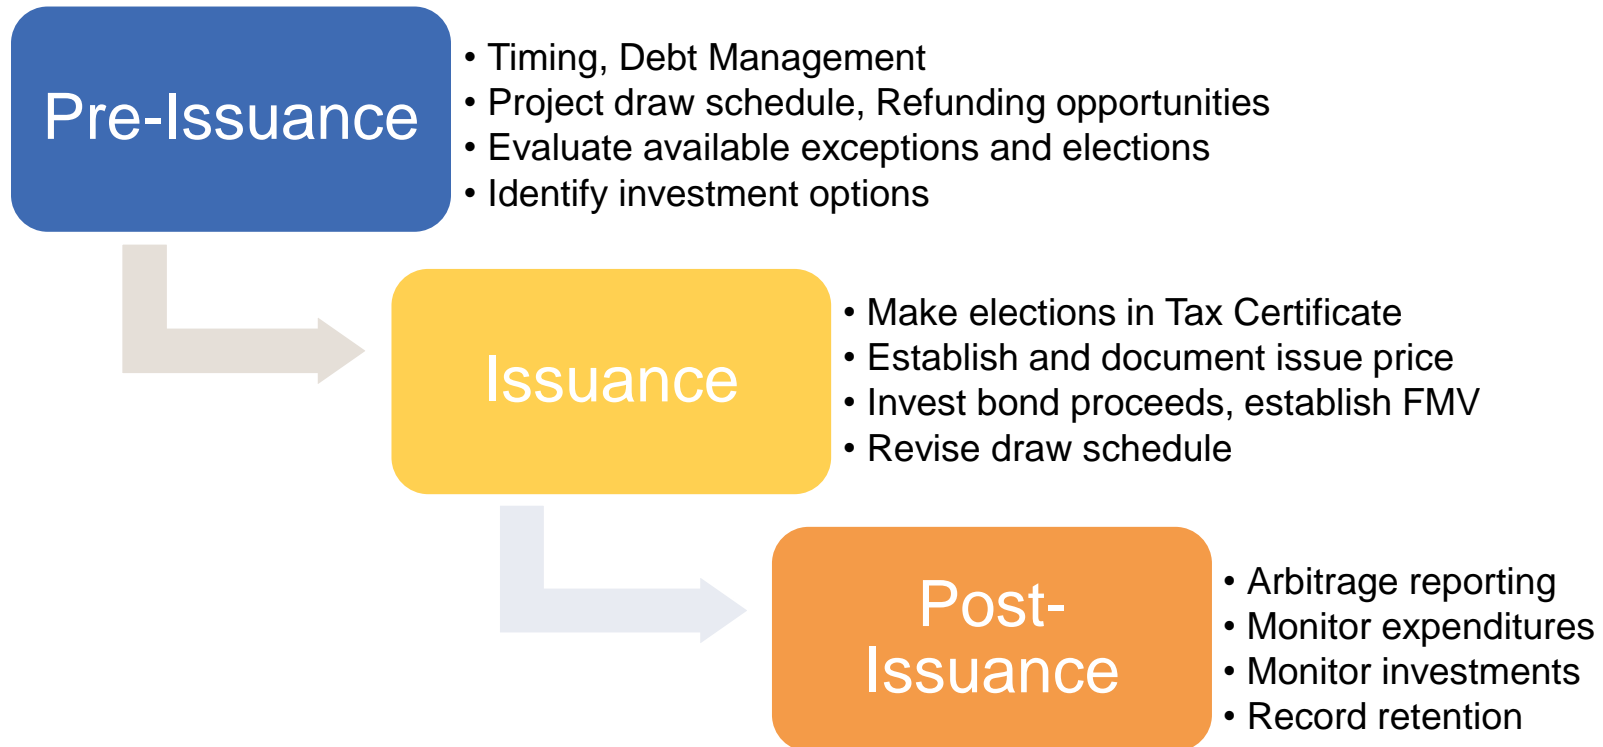 Pre-Issuance
• Timing, Debt Management
• Project draw schedule, Refunding opportunities
• Evaluate available exceptions and elections
• Identify investment options
Issuance
• Make elections in Tax Certificate
• Establish and document issue price
• Invest bond proceeds, establish FMV
• Revise draw schedule
Post-
Issuance
• Arbitrage reporting
• Monitor expenditures
• Monitor investments
• Record retention